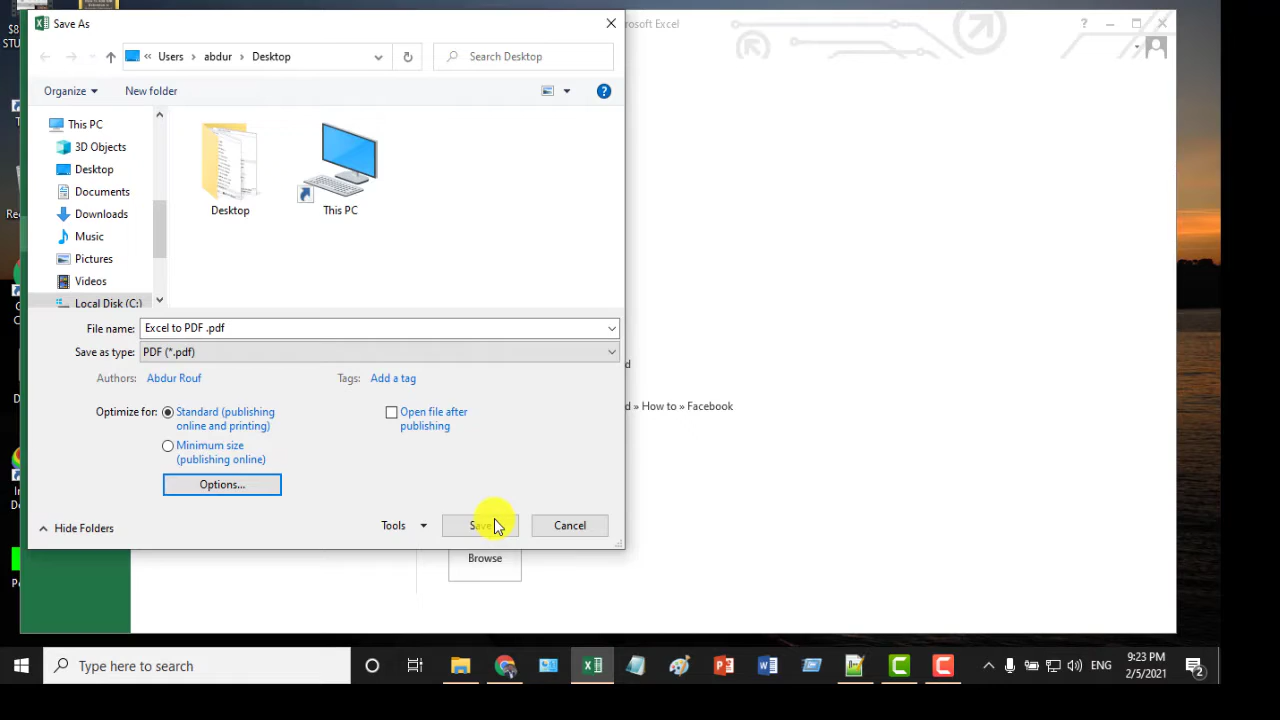 $8
STU
Save As
rosoft Excel
?
« Users › abdur › Desktop
Search Desktop
Organize
New folder
This PC
3D Objects
Desktop
Documents
Downloads
Music
Pictures
Videos
Local Disk (C:)
Desktop
This PC
File name: Excel to PDF .pdf
Save as type: PDF (*.pdf)
Authors: Abdur Rouf
Tags: Add a tag
d
Optimize for:
Standard (publishing
online and printing)
Minimum size
(publishing online)
Open file after
publishing
d » How to » Facebook
Options...
Hide Folders
Tools
Save
Cancel
Browse
Type here to search
ENG
9:23 PM
2/5/2021
2